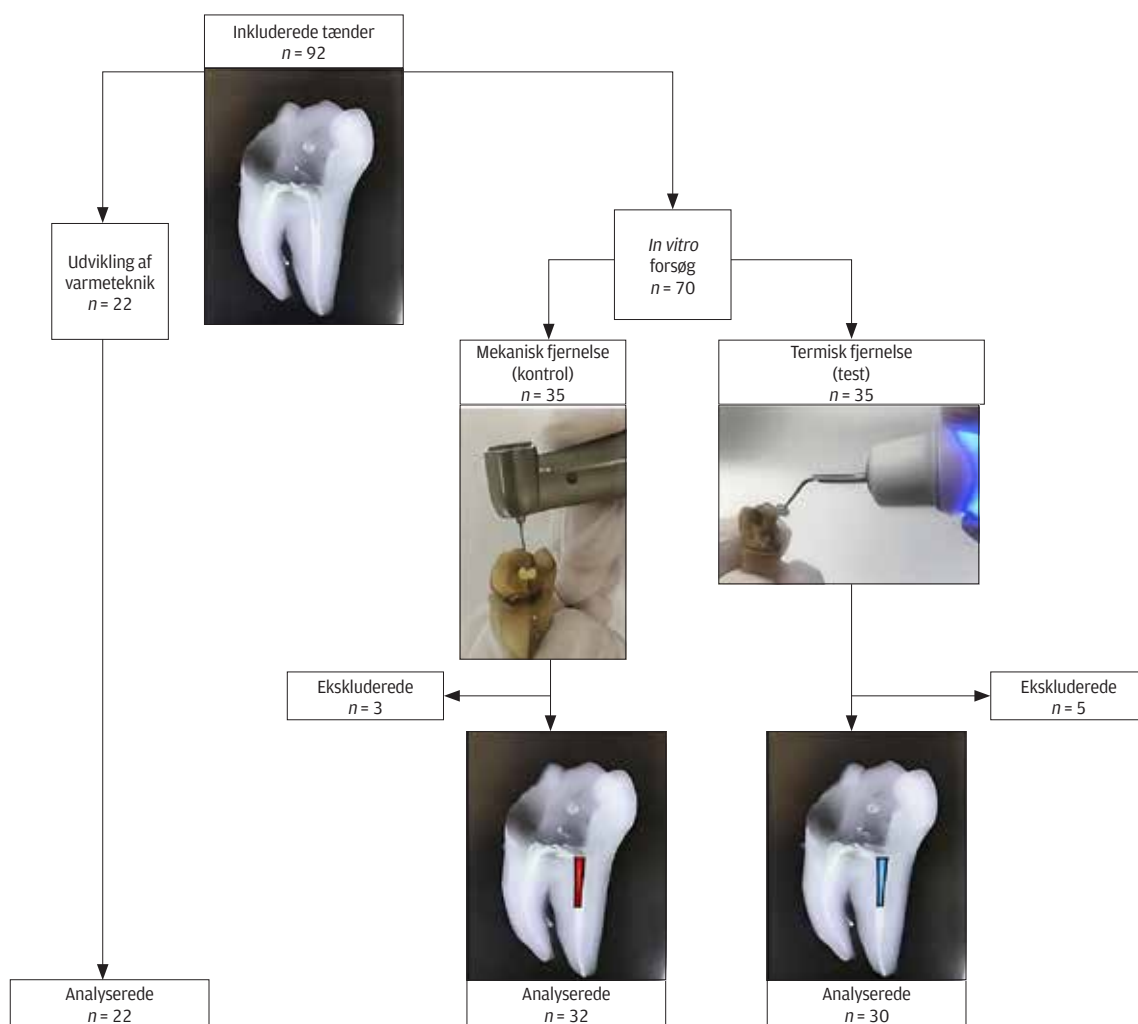 Inkluderede tænder
n = 92
Udvikling af
varmeteknik
n = 22
In vitro
forsøg
n = 70
Mekanisk fjernelse
(kontrol)
n = 35
Termisk fjernelse
(test)
n = 35
Ekskluderede
n = 3
Ekskluderede
n = 5
Analyserede
n = 22
Analyserede
n = 32
Analyserede
n = 30